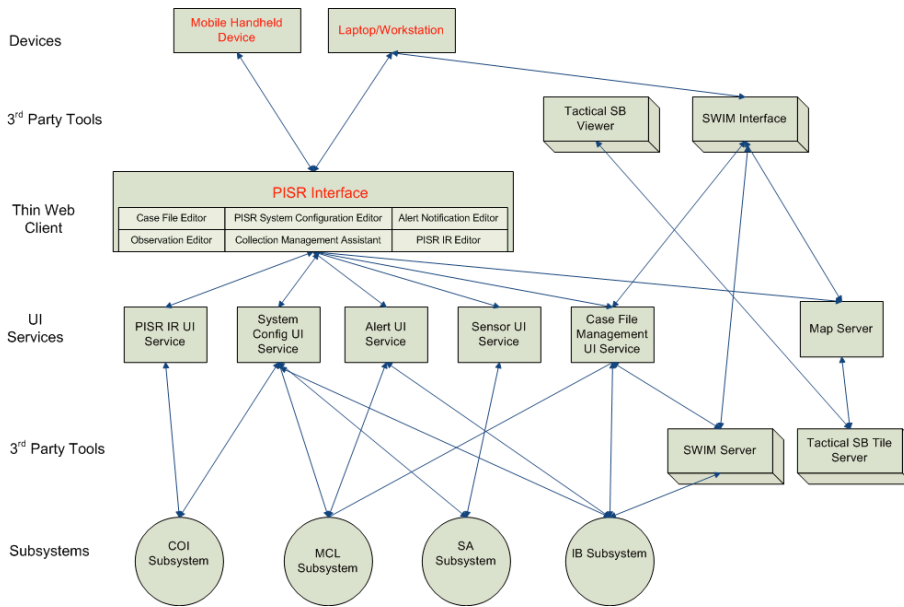 Devices
Mobile Handheld
Device
Laptop/Workstation
3rd Party Tools
Tactical SB
Viewer
SWIM Interface
Thin Web
Client
PISR Interface
Case File Editor
PISR System Configuration Editor
Alert Notification Editor
Observation Editor
Collection Management Assistant
PISR IR Editor
UI
Services
PISR IR UI
Service
System
Config UI
Service
Alert UI
Service
Sensor UI
Service
Case File
Management
UI Service
Map Server
3rd Party Tools
SWIM Server
Tactical SB Tile
Server
Subsystems
COI
Subsystem
MCL
Subsystem
SA
Subsystem
IB Subsystem